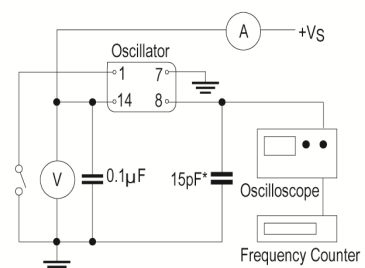 A
+VS
Oscillator
1 7
14 8
V
0.1µF
15pF*
Oscilloscope
Frequency Counter